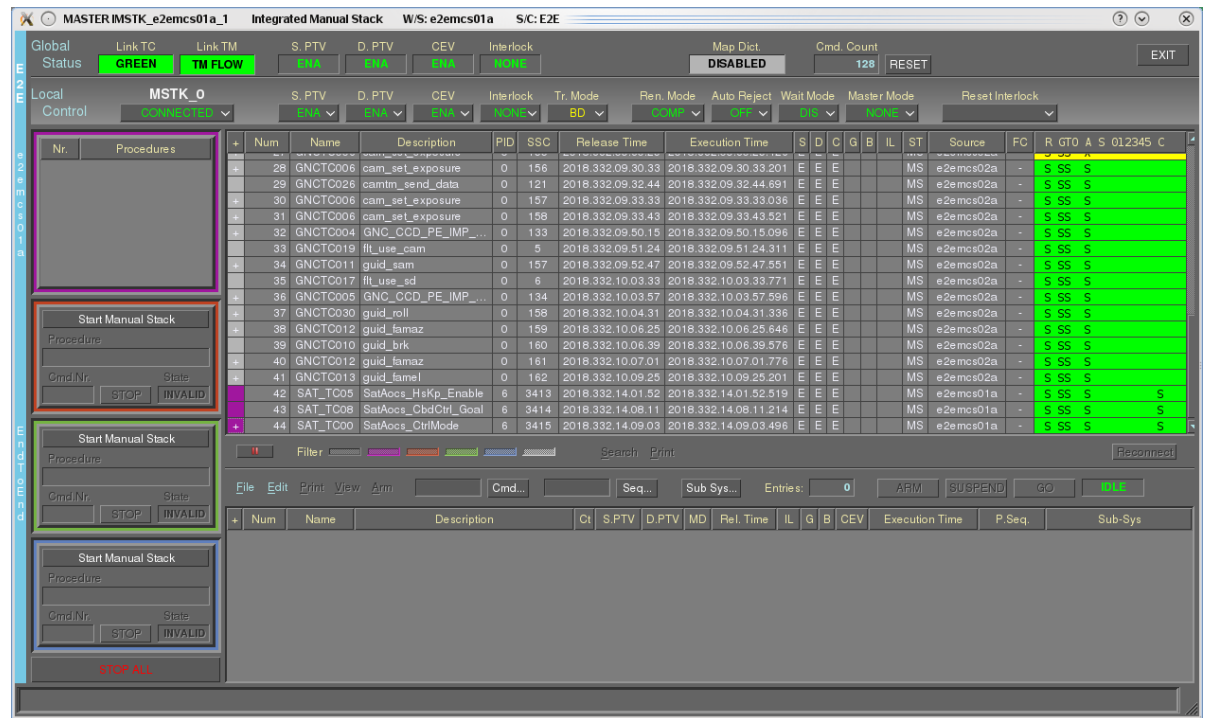 MASTER IMSTK_e2emcs01a_1 Integrated Manual Stack W/S: e2emcs01a S/C: E2E
Global Status Link TC GREEN Link TM TM FLOW S. PTV ENA D. PTV ENA CEV ENA Interlock NONE Map Dict. DISABLED Cmd. Count 128 RESET EXIT
Local Control MSTK_0 CONNECTED S. PTV ENA D. PTV ENA CEV ENA Interlock NONE Tr. Mode BD Ren. Mode COMP Auto Reject OFF Wait Mode DIS Master Mode NONE Reset Interlock
E2E
e2emcs01a
EndToEnd
Nr. Procedures
Start Manual Stack
Procedure
Cmd.Nr. State
STOP INVALID
Start Manual Stack
Procedure
Cmd Nr. State
STOP INVALID
Start Manual Stack
Procedure
Cmd Nr. State
STOP INVALID
STOP ALL
+ Num Name Description PID SSC Release Time Execution Time S D C G B IL ST Source FC R GTO A S 012345 C
+ 28 GNCTC006 cam_set_exposure 0 156 2018.332.09.30.33 2018.332.09.30.33.201 E E E MS e2emcs02a - S SS S
29 GNCTC026 camtm_send_data 0 121 2018.332.09.32.44 2018.332.09.32.44.691 E E E MS e2emcs02a - S SS S
+ 30 GNCTC006 cam_set_exposure 0 157 2018.332.09.33.33 2018.332.09.33.33.036 E E E MS e2emcs02a - S SS S
+ 31 GNCTC006 cam_set_exposure 0 158 2018.332.09.33.43 2018.332.09.33.43.521 E E E MS e2emcs02a - S SS S
+ 32 GNCTC004 GNC_CCD_PE_IMP_... 0 133 2018.332.09.50.15 2018.332.09.50.15.096 E E E MS e2emcs02a - S SS S
33 GNCTC019 flt_use_cam 0 5 2018.332.09.51.24 2018.332.09.51.24.311 E E E MS e2emcs02a - S SS S
+ 34 GNCTC011 guid_sam 0 157 2018.332.09.52.47 2018.332.09.52.47.551 E E E MS e2emcs02a - S SS S
35 GNCTC017 flt_use_sd 0 6 2018.332.10.03.33 2018.332.10.03.33.771 E E E MS e2emcs02a - S SS S
+ 36 GNCTC005 GNC_CCD_PE_IMP_... 0 134 2018.332.10.03.57 2018.332.10.03.57.596 E E E MS e2emcs02a - S SS S
+ 37 GNCTC030 guid_roll 0 158 2018.332.10.04.31 2018.332.10.04.31.336 E E E MS e2emcs02a - S SS S
+ 38 GNCTC012 guid_famaz 0 159 2018.332.10.06.25 2018.332.10.06.25.646 E E E MS e2emcs02a - S SS S
39 GNCTC010 guid_brk 0 160 2018.332.10.06.39 2018.332.10.06.39.576 E E E MS e2emcs02a - S SS S
+ 40 GNCTC012 guid_famaz 0 161 2018.332.10.07.01 2018.332.10.07.01.776 E E E MS e2emcs02a - S SS S
+ 41 GNCTC013 guid_famel 0 162 2018.332.10.09.25 2018.332.10.09.25.201 E E E MS e2emcs02a - S SS S
42 SAT_TC05 SatAocs_HsKp_Enable 6 3413 2018.332.14.01.52 2018.332.14.01.52.519 E E E MS e2emcs01a - S SS S S
43 SAT_TC08 SatAocs_CbdCtrl_Goal 6 3414 2018.332.14.08.11 2018.332.14.08.11.214 E E E MS e2emcs01a - S SS S S
+ 44 SAT_TC00 SatAocs_CtrlMode 6 3415 2018.332.14.09.03 2018.332.14.09.03.496 E E E MS e2emcs01a - S SS S S
Filter Search Print Reconnect
File Edit Print View Arm Cmd... Seq... Sub Sys... Entries: 0 ARM SUSPEND GO IDLE
+ Num Name Description Ct S.PTV D.PTV MD Rel. Time IL G B CEV Execution Time P.Seq. Sub-Sys